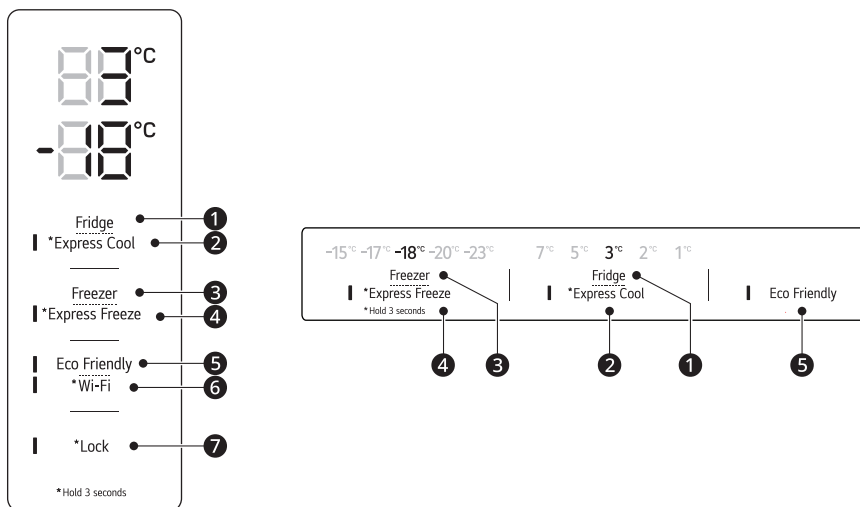 3°C
-18°C
Fridge
*Express Cool
Freezer
*Express Freeze
Eco Friendly
*Wi-Fi
*Lock
*Hold 3 seconds
1
2
3
4
5
6
7
-15°C -17°C -18°C -20°C -23°C
Freezer
*Express Freeze
*Hold 3 seconds
7°C 5°C 3°C 2°C 1°C
Fridge
*Express Cool
Eco Friendly
4 3 2 1 5